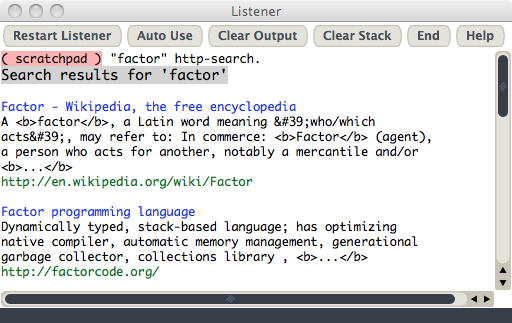 Listener
Restart Listener Auto Use Clear Output Clear Stack End Help
( scratchpad ) "factor" http-search.
Search results for 'factor'
Factor - Wikipedia, the free encyclopedia
A <b>factor</b>, a Latin word meaning &#39;who/which
acts&#39;, may refer to: In commerce: <b>Factor</b> (agent),
a person who acts for another, notably a mercantile and/or
<b>...</b>
http://en.wikipedia.org/wiki/Factor
Factor programming language
Dynamically typed, stack-based language; has optimizing
native compiler, automatic memory management, generational
garbage collector, collections library , <b>...</b>
http://factorcode.org/